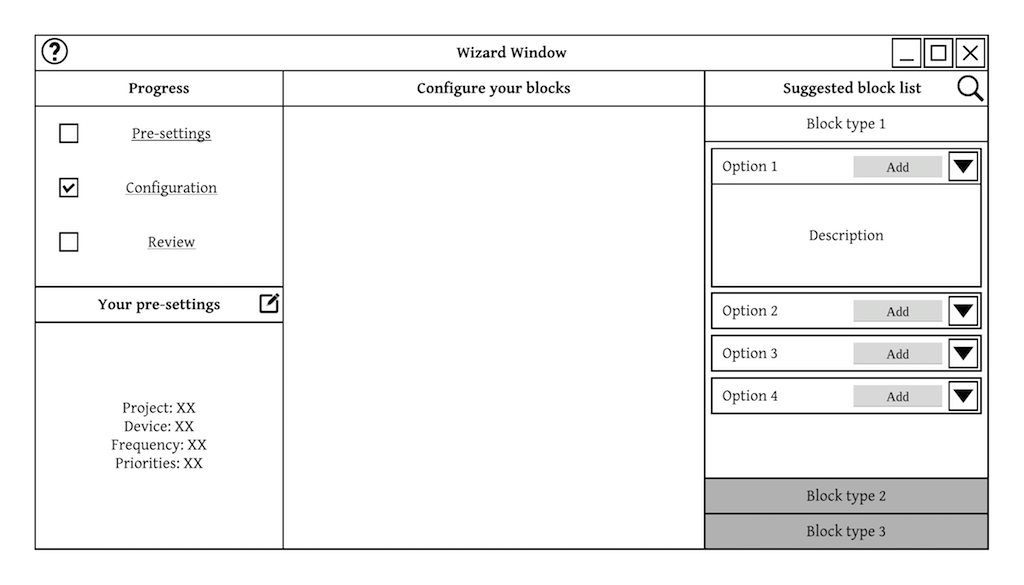 ?
Wizard Window
Progress
Configure your blocks
Suggested block list
Pre-settings
Configuration
Review
Your pre-settings
Project: XX
Device: XX
Frequency: XX
Priorities: XX
Block type 1
Option 1 Add
Description
Option 2 Add
Option 3 Add
Option 4 Add
Block type 2
Block type 3